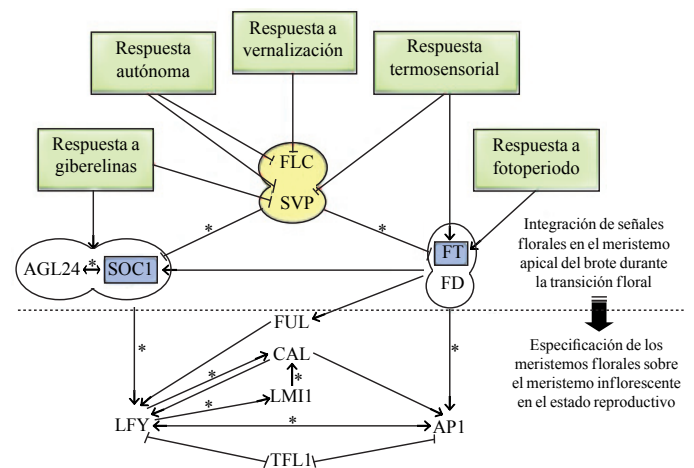 Respuesta a
vernalización
Respuesta
autónoma
Respuesta
termosensorial
Respuesta a
giberelinas
Respuesta a
fotoperiodo
FLC
SVP
*
*
AGL24
*
SOC1
FT
FD
Integración de señales
florales en el meristemo
apical del brote durante
la transición floral
FUL
*
*
CAL
*
*
*
LMI1
*
LFY
*
AP1
TFL1
Especificación de los
meristemos florales sobre
el meristemo inflorescente
en el estado reproductivo